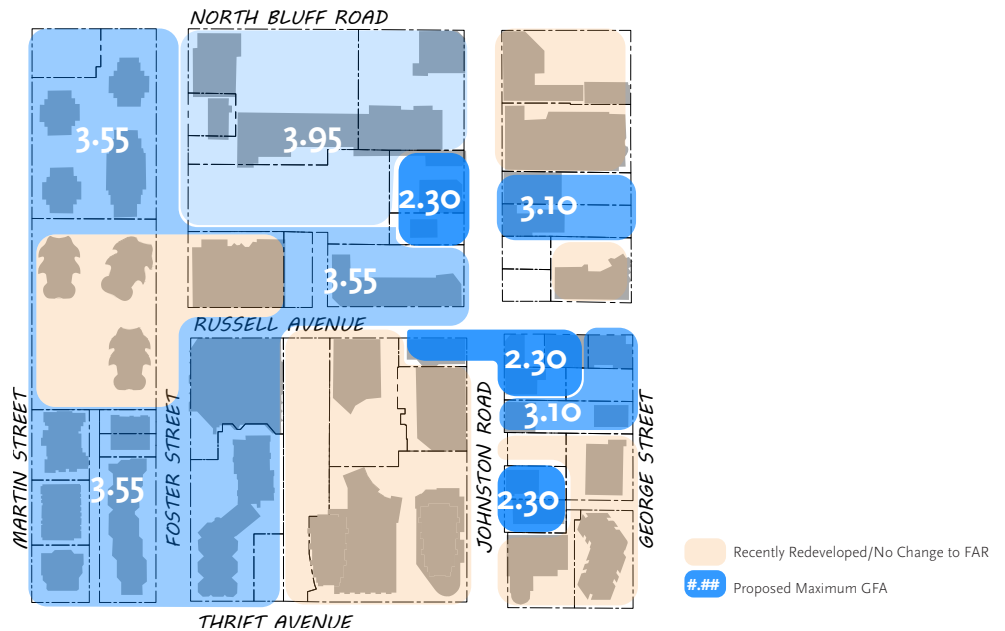 NORTH BLUFF ROAD
3.55
3.95
2.30
3.10
3.55
RUSSELL AVENUE
2.30
3.10
MARTIN STREET
FOSTER STREET
JOHNSTON ROAD
GEORGE STREET
3.55
2.30
Recently Redeveloped/No Change to FAR
#.## Proposed Maximum GFA
THRIFT AVENUE